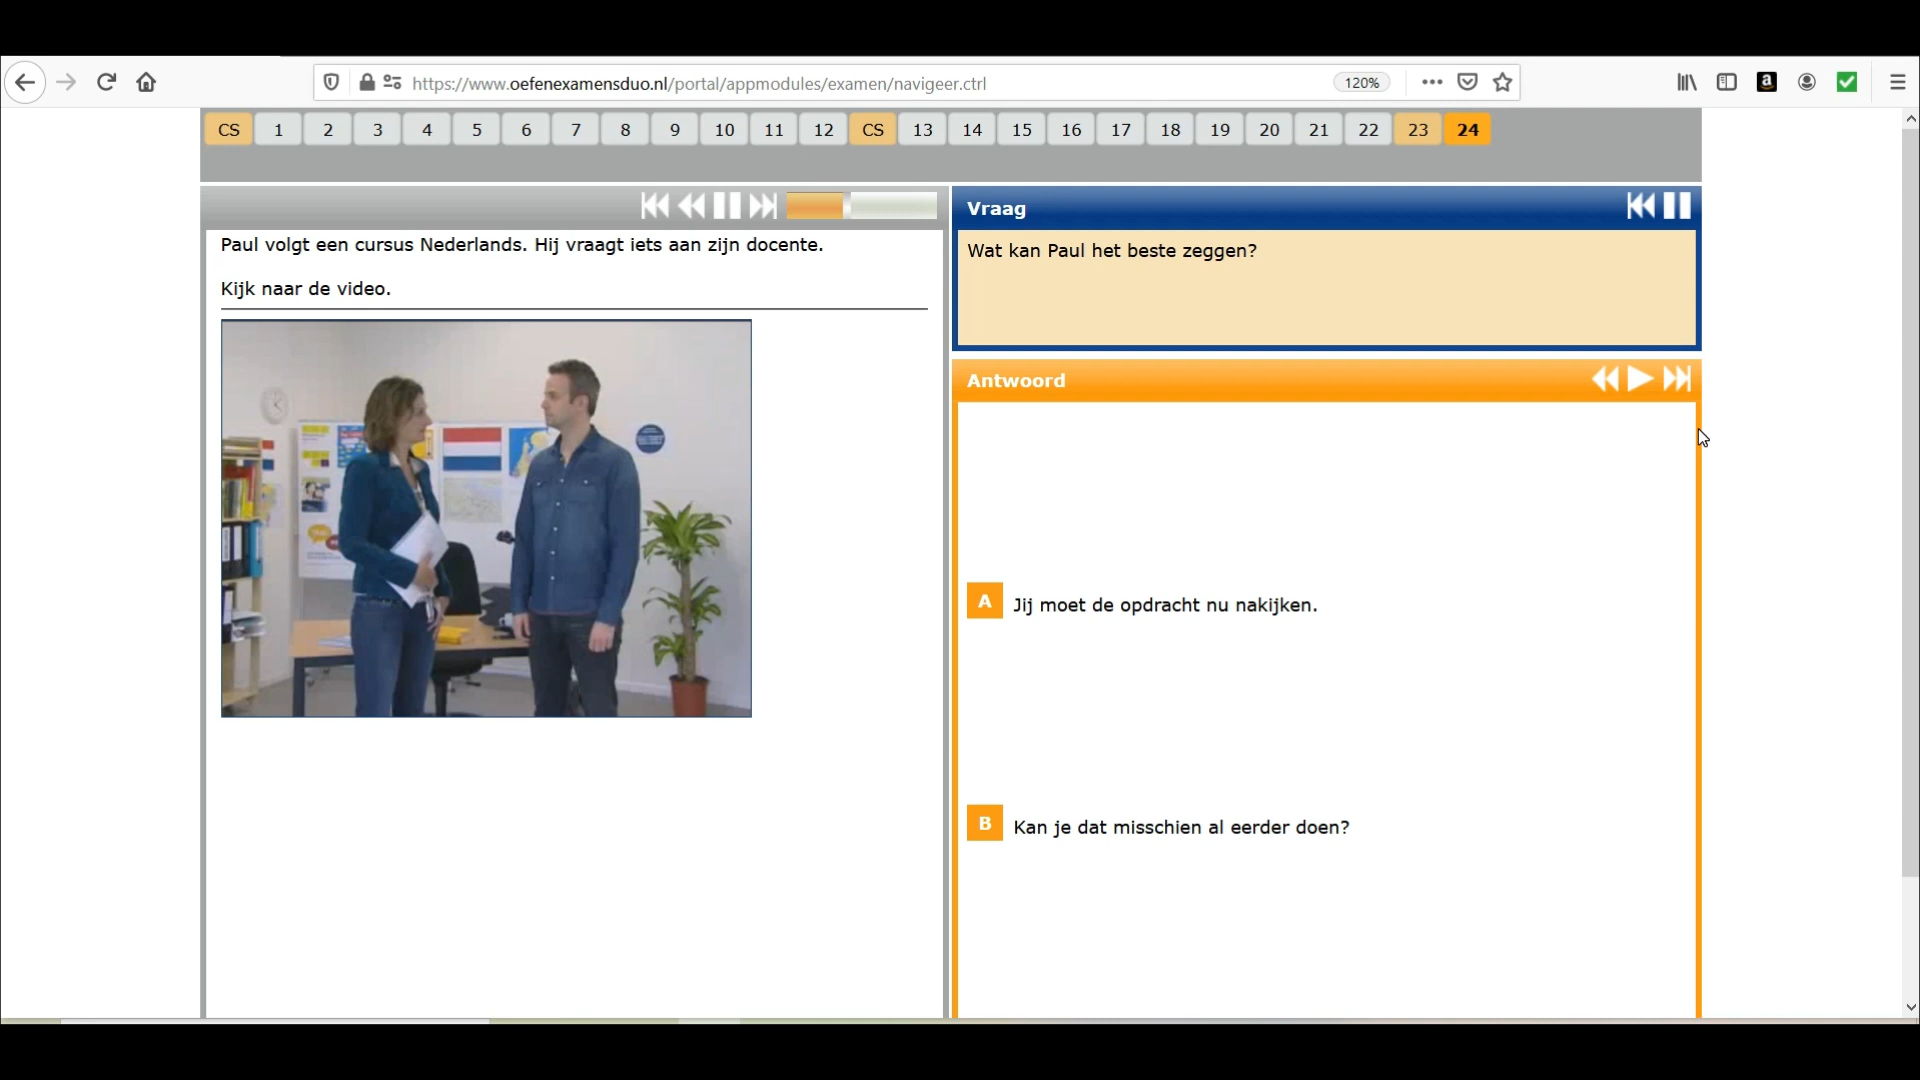 https://www.oefenexamensduo.nl/portal/appmodules/examen/navigeer.ctrl
120%
CS 1 2 3 4 5 6 7 8 9 10 11 12 CS 13 14 15 16 17 18 19 20 21 22 23 24
Paul volgt een cursus Nederlands. Hij vraagt iets aan zijn docente.
Kijk naar de video.
Vraag
Wat kan Paul het beste zeggen?
Antwoord
A Jij moet de opdracht nu nakijken.
B Kan je dat misschien al eerder doen?